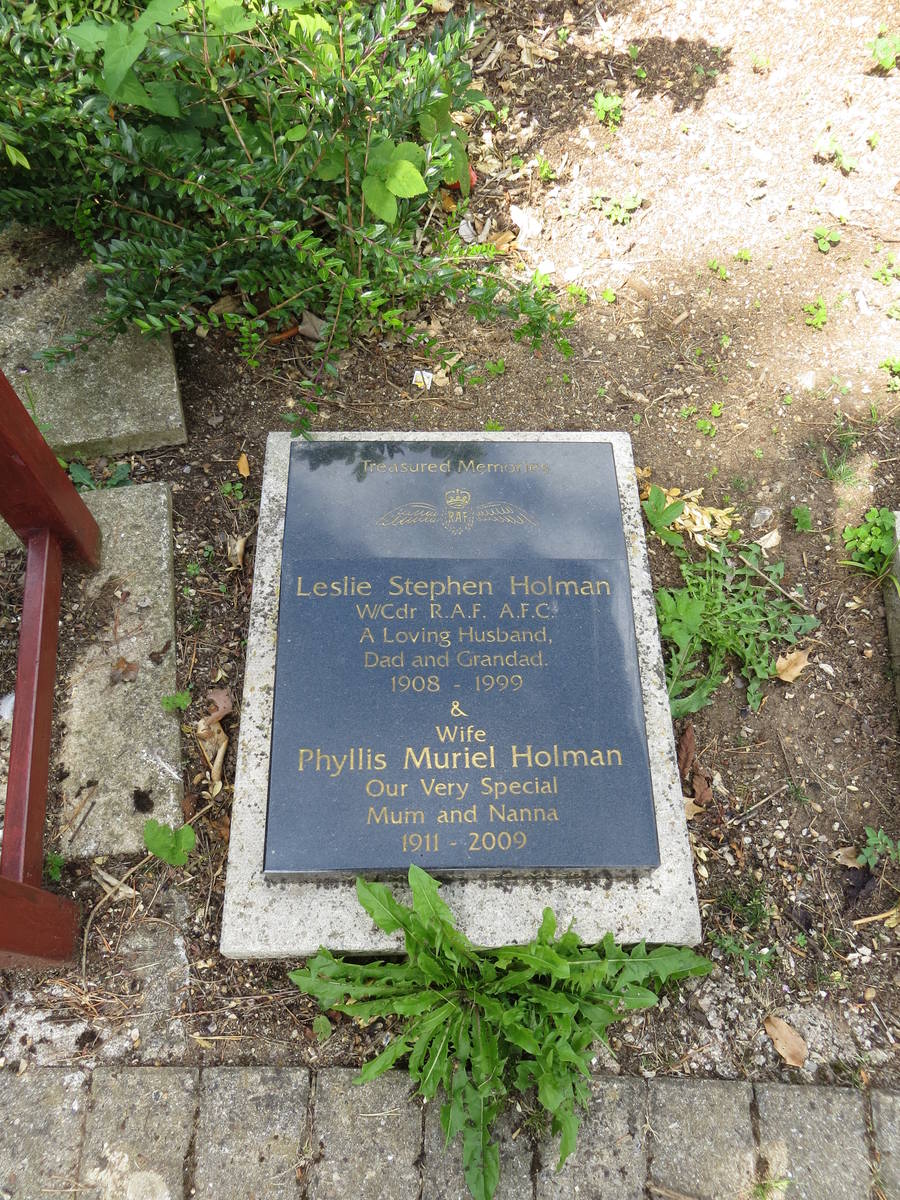 Treasured Memories
RAF
Leslie Stephen Holman
W/Cdr R.A.F. A.F.C.
A Loving Husband,
Dad and Grandad.
1908 - 1999
&
Wife
Phyllis Muriel Holman
Our Very Special
Mum and Nanna
1911 - 2009